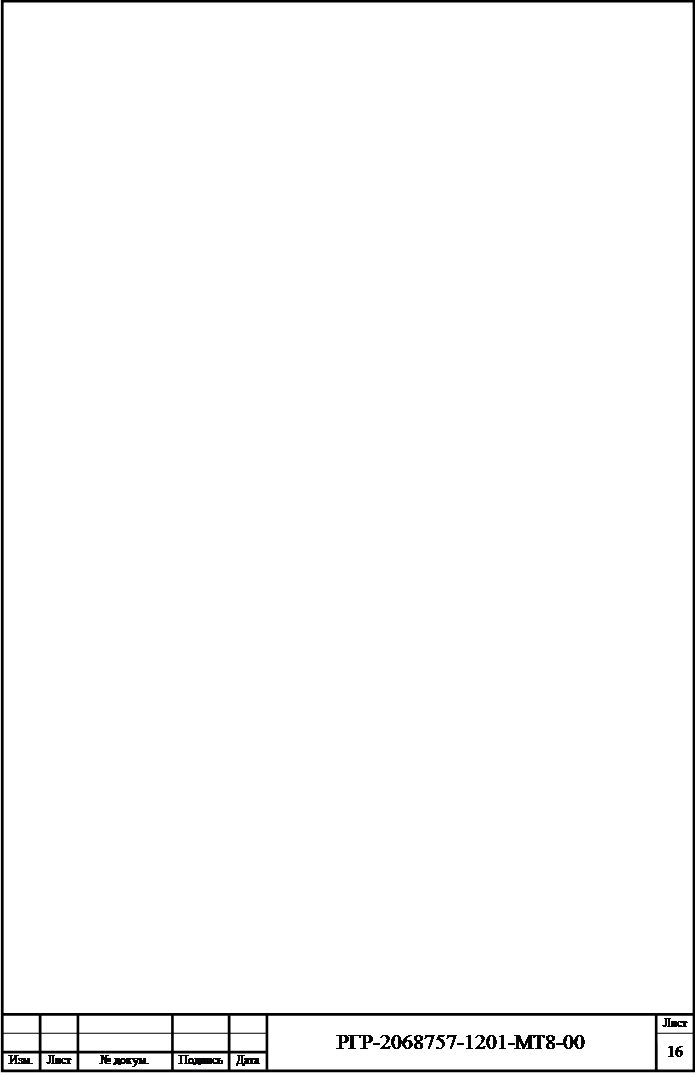 Лист
РГР-2068757-1201-МТ8-00
16
Изм. Лист № докум. Подпись Дата